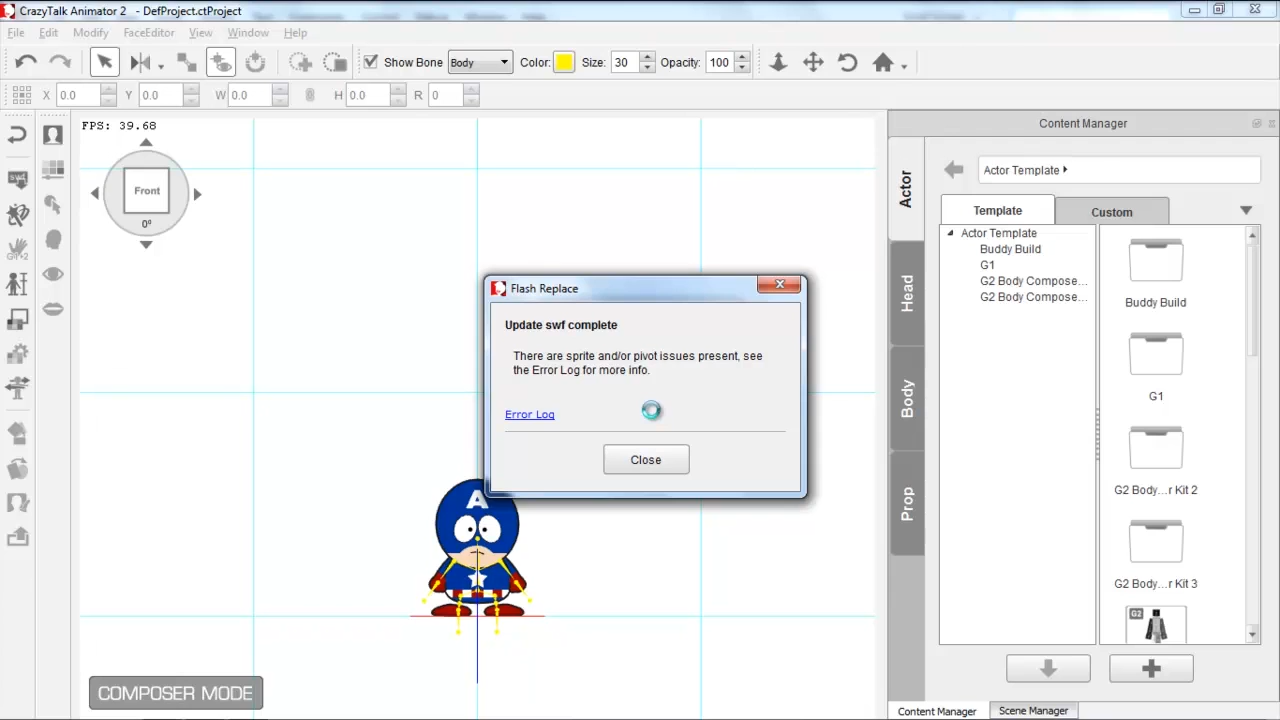 CrazyTalk Animator 2 - DefProject.ctProject
File Edit Modify FaceEditor View Window Help
Show Bone Body Color: Size: 30 Opacity: 100
X 0.0 Y 0.0 W 0.0 H 0.0 R 0
FPS: 39.68
Front
0°
Content Manager
Actor Template
Actor
Head
Body
Prop
Template Custom
Actor Template
Buddy Build
G1
G2 Body Compose...
G2 Body Compose...
Buddy Build
G1
G2 Body...r Kit 2
G2 Body...r Kit 3
G2
Flash Replace
Update swf complete
There are sprite and/or pivot issues present, see
the Error Log for more info.
Error Log
Close
A
COMPOSER MODE
Content Manager Scene Manager